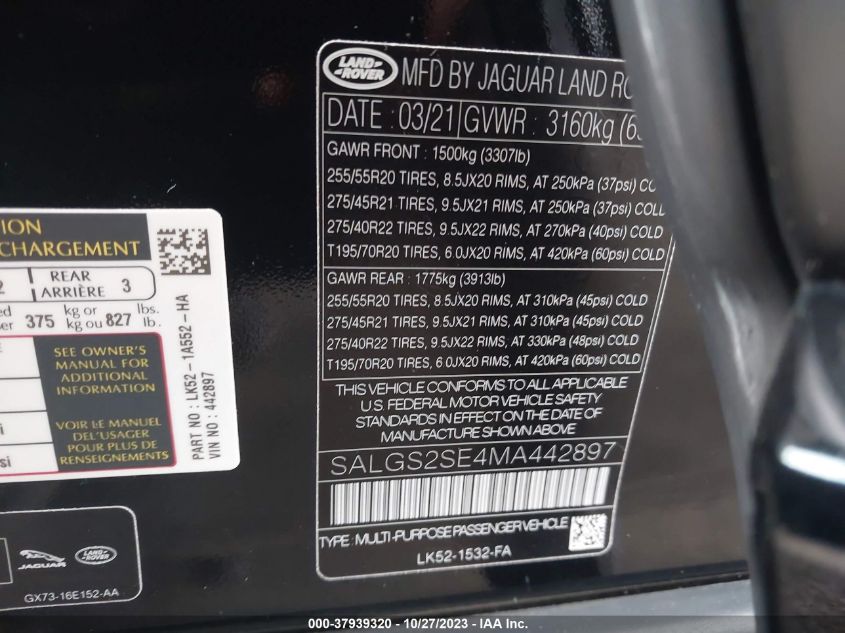 LAND-
-ROVER
MFD BY JAGUAR LAND
DATE : 03/21 GVWR : 3160kg
GAWR FRONT : 1500kg (3307lb)
255/55R20 TIRES, 8.5JX20 RIMS, AT 250kPa (37psi)
275/45R21 TIRES, 9.5JX21 RIMS, AT 250kPa (37psi) COLD
275/40R22 TIRES, 9.5JX22 RIMS, AT 270kPa (40psi) COLD
T195/70R20 TIRES, 6.0JX20 RIMS, AT 420kPa (60psi) COLD
GAWR REAR : 1775kg (3913lb)
255/55R20 TIRES, 8.5JX20 RIMS, AT 310kPa (45psi) COLD
275/45R21 TIRES, 9.5JX21 RIMS, AT 310kPa (45psi) COLD
275/40R22 TIRES, 9.5JX22 RIMS, AT 330kPa (48psi) COLD
T195/70R20 TIRES, 6.0JX20 RIMS, AT 420kPa (60psi) COLD
THIS VEHICLE CONFORMS TO ALL APPLICABLE
U.S. FEDERAL MOTOR VEHICLE SAFETY
STANDARDS IN EFFECT ON THE DATE OF
MANUFACTURE SHOWN ABOVE
SALGS2SE4MA442897
TYPE : MULTI-PURPOSE PASSENGER VEHICLE
LK52-1532-FA
CHARGEMENT
2 REAR
ARRIÈRE 3
375 kg or
kg ou 827 lbs.
lb.
SEE OWNER'S
MANUAL FOR
ADDITIONAL
INFORMATION
VOIR LE MANUEL
DEL'USAGER
POUR PLUS DE
RENSEIGNEMENTS
PART NO : LK52-1A552-HA
VIN NO : 442897
JAGUAR
LAND-
-ROVER
GX73-16E152-AA
000-37939320 - 10/27/2023 - IAA Inc.